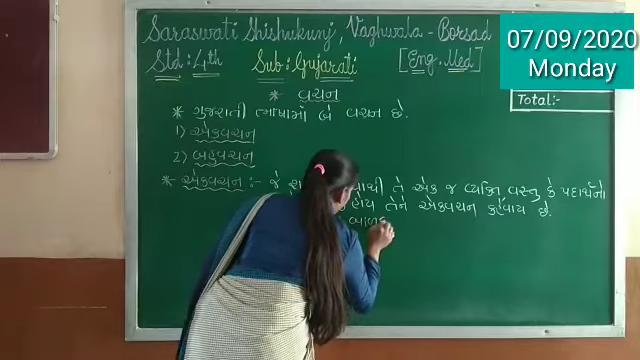 Saraswati Shishukunj, Vaghwala - Borsad
Std : 4th Sub : Gujarati [Eng. Med]
07/09/2020
Monday
Total:-
* વચન
* ગુજરાતી ભાષામાં બે વચન છે.
1) એકવચન
2) બહુવચન
* એકવચન :- જે તે એક જ વ્યક્તિ વસ્તુ કે પદાર્થનો
હોય તેને એકવચન કહેવાય છે.
બાળક